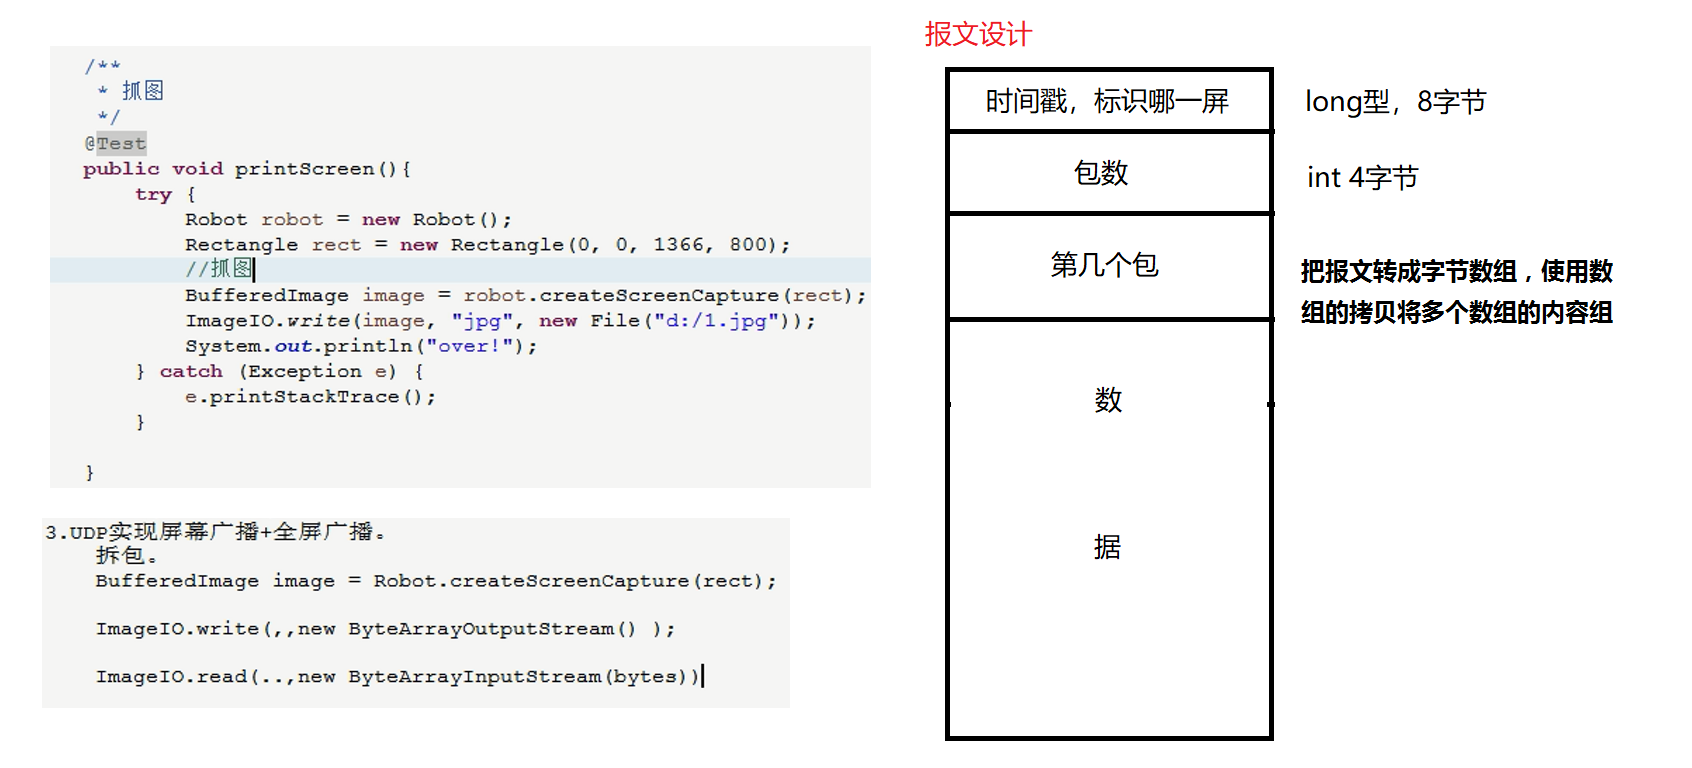 /**
 * 抓图
 */
@Test
public void printScreen(){
    try {
        Robot robot = new Robot();
        Rectangle rect = new Rectangle(0, 0, 1366, 800);
        //抓图
        BufferedImage image = robot.createScreenCapture(rect);
        ImageIO.write(image, "jpg", new File("d:/1.jpg"));
        System.out.println("over!");
    } catch (Exception e) {
        e.printStackTrace();
    }
}
3.UDP实现屏幕广播+全屏广播。
拆包。
BufferedImage image = Robot.createScreenCapture(rect);
ImageIO.write(,,new ByteArrayOutputStream() );
ImageIO.read(..,new ByteArrayInputStream(bytes))
报文设计
时间戳，标识哪一屏
long型，8字节
包数
int 4字节
第几个包
把报文转成字节数组，使用数
组的拷贝将多个数组的内容组
数
据